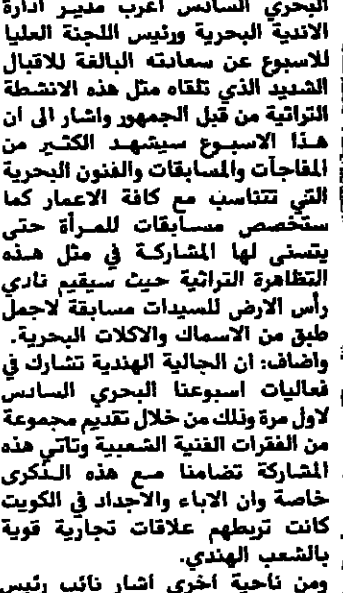 البحري السادس اعرب مدير ادارة
الاندية البحرية ورئيس اللجنة العليا
للاسبوع عن سعادته البالغة للاقبال
الشديد الذي تلقاه مثل هذه الانشطة
التراثية من قبل الجمهور واشار الى ان
هذا الاسبوع سيشهد الكثير من
المفاجآت والمسابقات والفنون البحرية
التي تتناسب مع كافة الاعمار كما
ستخصص مسابقات للمرأة حتى
يتسنى لها المشاركة في مثل هذه
التظاهرة التراثية حيث سيقيم نادي
رأس الارض للسيدات مسابقة لاجمل
طبق من الاسماك والاكلات البحرية.
واضاف: ان الجالية الهندية تشارك في
فعاليات اسبوعنا البحري السادس
لاول مرة وذلك من خلال تقديم مجموعة
من الفقرات الفنية الشعبية وتاتي هذه
المشاركة تضامنا مع هذه الذكرى
خاصة وان الاباء والاجداد في الكويت
كانت تربطهم علاقات تجارية قوية
بالشعب الهندي.
ومن ناحية اخرى اشار نائب رئيس